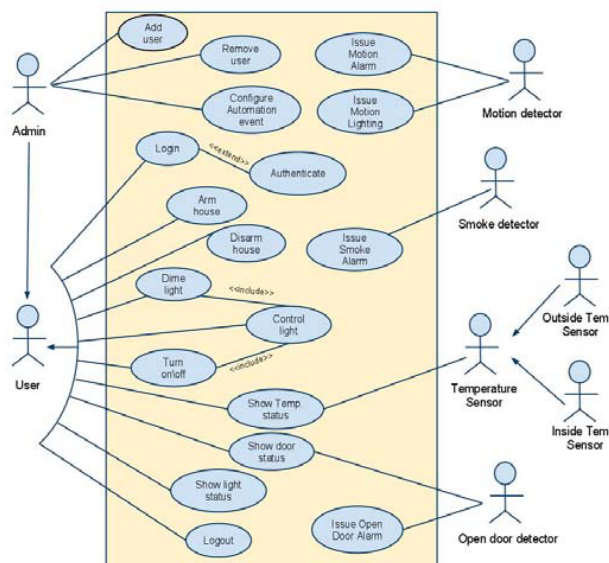 Add
user
Remove
user
Issue
Motion
Alarm
Admin
Configure
Automation
event
Issue
Motion
Lighting
Motion detector
Login
<<extend>>
Authenticate
Arm
house
Disarm
house
Issue
Smoke
Alarm
Smoke detector
Dime
light
<<include>>
Control
light
Outside Tem
Sensor
User
Turn
on\off
<<include>>
Temperature
Sensor
Show Temp.
status
Inside Tem
Sensor
Show door
status
Show light
status
Issue Open
Door Alarm
Logout
Open door detector